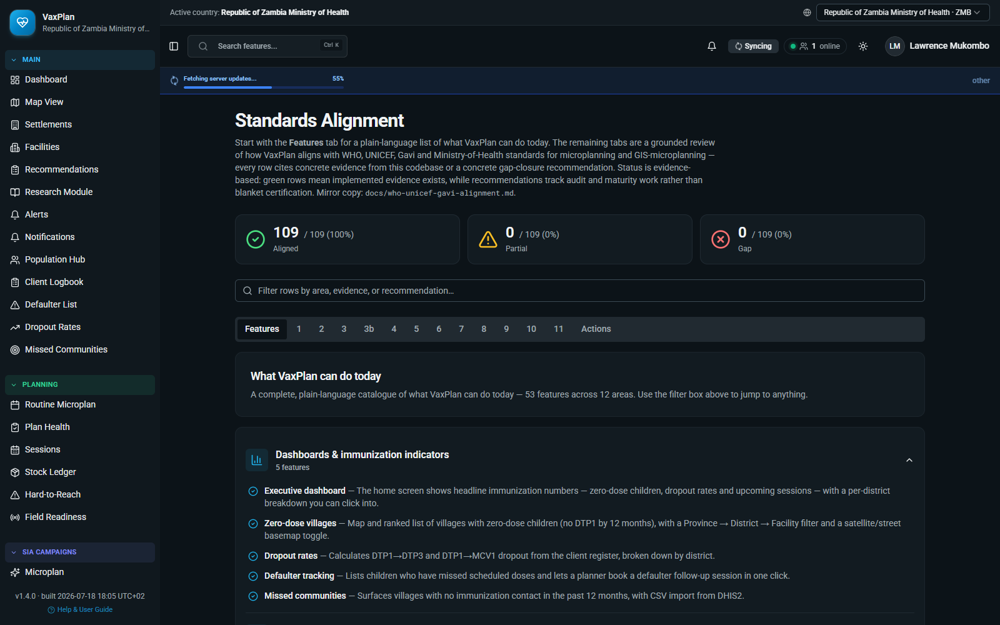 VaxPlan
Republic of Zambia Ministry of...
MAIN
Dashboard
Map View
Settlements
Facilities
Recommendations
Research Module
Alerts
Notifications
Population Hub
Client Logbook
Defaulter List
Dropout Rates
Missed Communities
PLANNING
Routine Microplan
Plan Health
Sessions
Stock Ledger
Hard-to-Reach
Field Readiness
SIA CAMPAIGNS
Microplan
v1.4.0 · built 2026-07-18 18:05 UTC+02
Help & User Guide
Active country: Republic of Zambia Ministry of Health
Republic of Zambia Ministry of Health · ZMB
Search features... Ctrl K
Syncing
1 online
LM Lawrence Mukombo
Fetching server updates... 55%
other
Standards Alignment
Start with the Features tab for a plain-language list of what VaxPlan can do today. The remaining tabs are a grounded review
of how VaxPlan aligns with WHO, UNICEF, Gavi and Ministry-of-Health standards for microplanning and GIS-microplanning —
every row cites concrete evidence from this codebase or a concrete gap-closure recommendation. Status is evidence-
based: green rows mean implemented evidence exists, while recommendations track audit and maturity work rather than
blanket certification. Mirror copy: docs/who-unicef-gavi-alignment.md.
109 / 109 (100%)
Aligned
0 / 109 (0%)
Partial
0 / 109 (0%)
Gap
Filter rows by area, evidence, or recommendation...
Features 1 2 3 3b 4 5 6 7 8 9 10 11 Actions
What VaxPlan can do today
A complete, plain-language catalogue of what VaxPlan can do today — 53 features across 12 areas. Use the filter box above to jump to anything.
Dashboards & immunization indicators
5 features
Executive dashboard — The home screen shows headline immunization numbers — zero-dose children, dropout rates and upcoming sessions — with a per-district
breakdown you can click into.
Zero-dose villages — Map and ranked list of villages with zero-dose children (no DTP1 by 12 months), with a Province → District → Facility filter and a satellite/street
basemap toggle.
Dropout rates — Calculates DTP1→DTP3 and DTP1→MCV1 dropout from the client register, broken down by district.
Defaulter tracking — Lists children who have missed scheduled doses and lets a planner book a defaulter follow-up session in one click.
Missed communities — Surfaces villages with no immunization contact in the past 12 months, with CSV import from DHIS2.